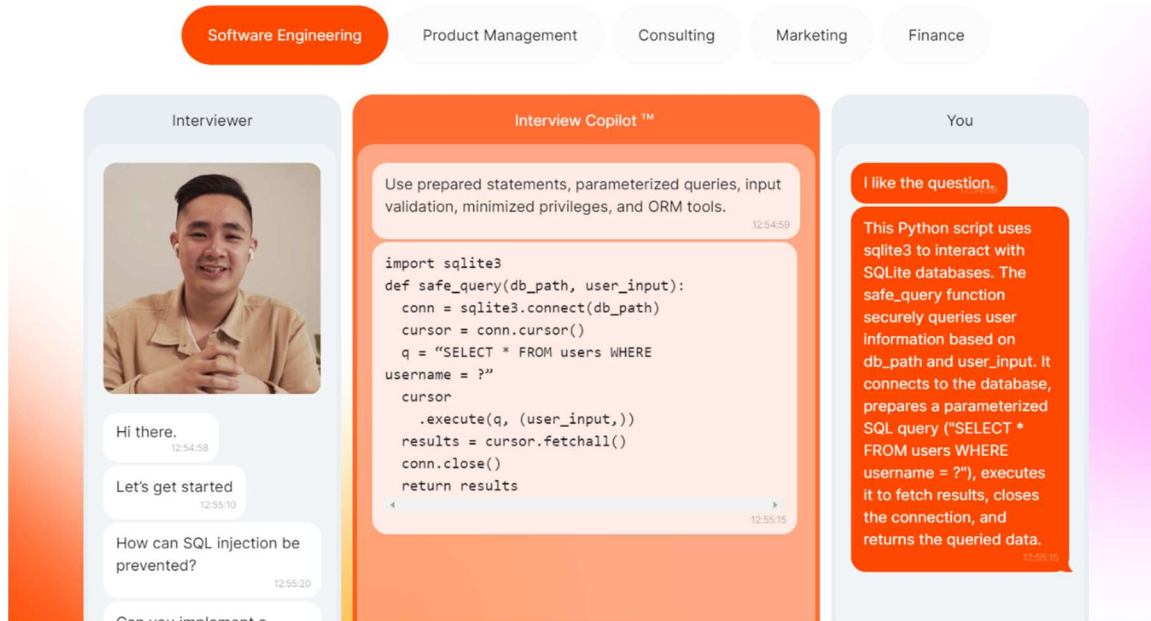 Software Engineering
Product Management
Consulting
Marketing
Finance
Interviewer
Hi there.
12:54:58
Let's get started
12:55:10
How can SQL injection be
prevented?
12:55:20
Can you implement a
Interview Copilot ™
Use prepared statements, parameterized queries, input
validation, minimized privileges, and ORM tools.
12:54:59
import sqlite3
def safe_query(db_path, user_input):
conn = sqlite3.connect(db_path)
cursor = conn.cursor()
q = “SELECT * FROM users WHERE
username = ?”
cursor
.execute(q, (user_input,))
results = cursor.fetchall()
conn.close()
return results
12:55:15
You
I like the question.
This Python script uses
sqlite3 to interact with
SQLite databases. The
safe_query function
securely queries user
information based on
db_path and user_input. It
connects to the database,
prepares a parameterized
SQL query ("SELECT *
FROM users WHERE
username = ?"), executes
it to fetch results, closes
the connection, and
returns the queried data.
12:55:15